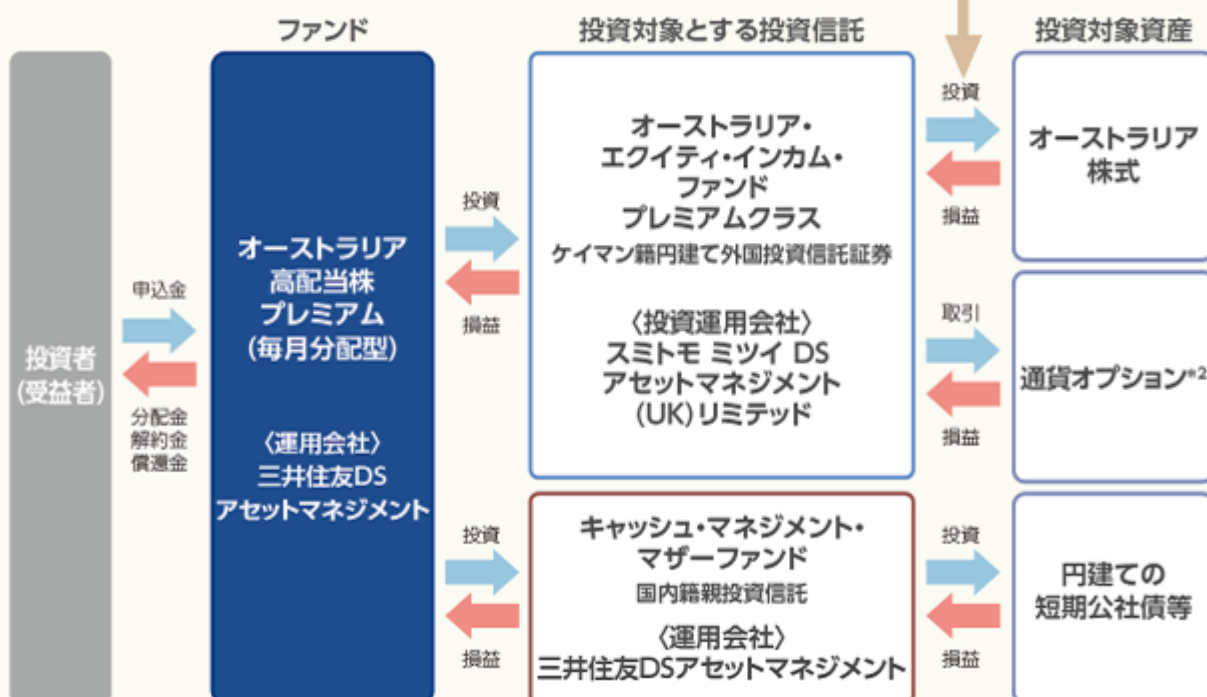 ファンド
投資対象とする投資信託
投資対象資産
投資者
(受益者)
申込金
分配金
解約金
償還金
オーストラリア
高配当株
プレミアム
(毎月分配型)
〈運用会社〉
三井住友DS
アセットマネジメント
投資
損益
オーストラリア・
エクイティ・インカム・
ファンド
プレミアムクラス
ケイマン籍円建て外国投資信託証券
〈投資運用会社〉
スミトモ ミツイ DS
アセットマネジメント
(UK)リミテッド
投資
損益
オーストラリア
株式
取引
損益
通貨オプション*2
投資
損益
キャッシュ・マネジメント・
マザーファンド
国内籍親投資信託
〈運用会社〉
三井住友DSアセットマネジメント
投資
損益
円建ての
短期公社債等